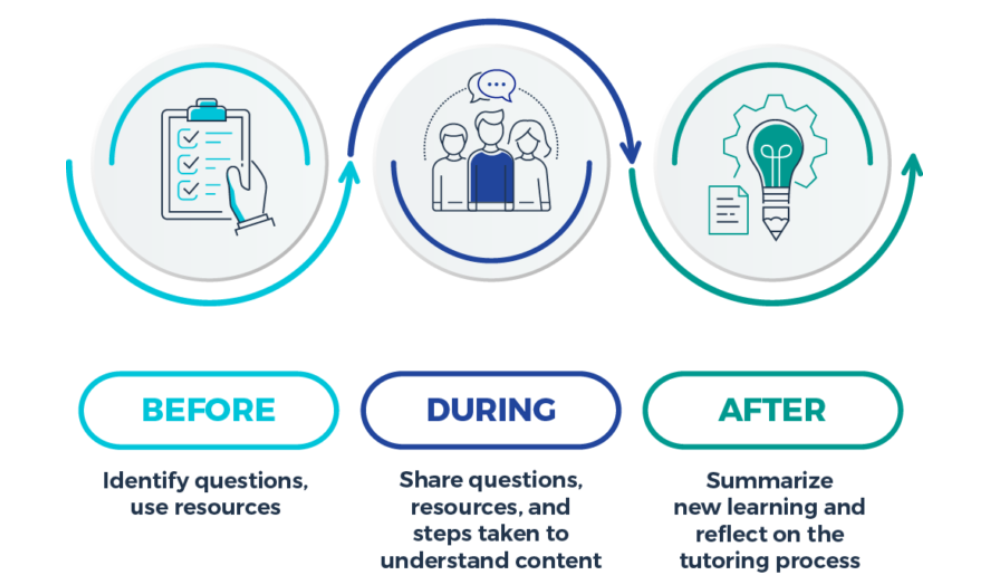 BEFORE
Identify questions,
use resources
DURING
Share questions,
resources, and
steps taken to
understand content
AFTER
Summarize
new learning and
reflect on the
tutoring process